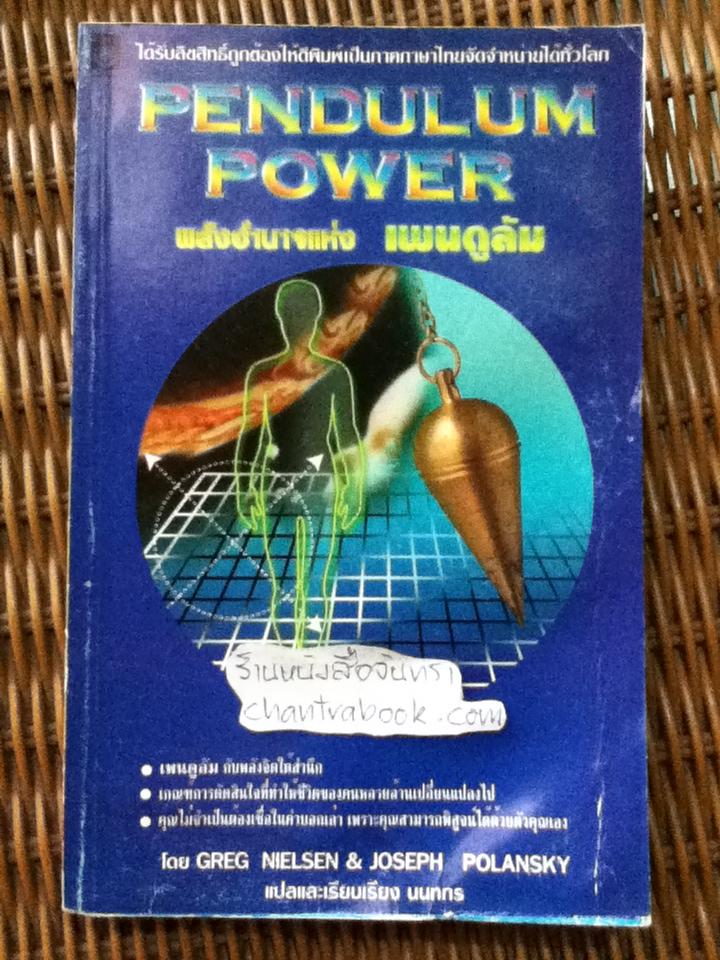 ได้รับลิขสิทธิ์ถูกต้องให้ตีพิมพ์เป็นภาคภาษาไทยจัดจำหน่ายได้ทั่วโลก
PENDULUM
POWER
พลังอำนาจแห่ง เพนดูลัม
ร้านหนังสือจันทรา
chantrabook.com
• เพนดูลัม กับพลังจิตใต้สำนึก
• เกณฑ์การตัดสินใจที่ทำให้ชีวิตของคนหลายล้านเปลี่ยนแปลงไป
• คุณไม่จำเป็นต้องเชื่อในคำบอกเล่า เพราะคุณสามารถพิสูจน์ได้ด้วยตัวคุณเอง
โดย GREG NIELSEN & JOSEPH POLANSKY
แปลและเรียบเรียง นนทกร